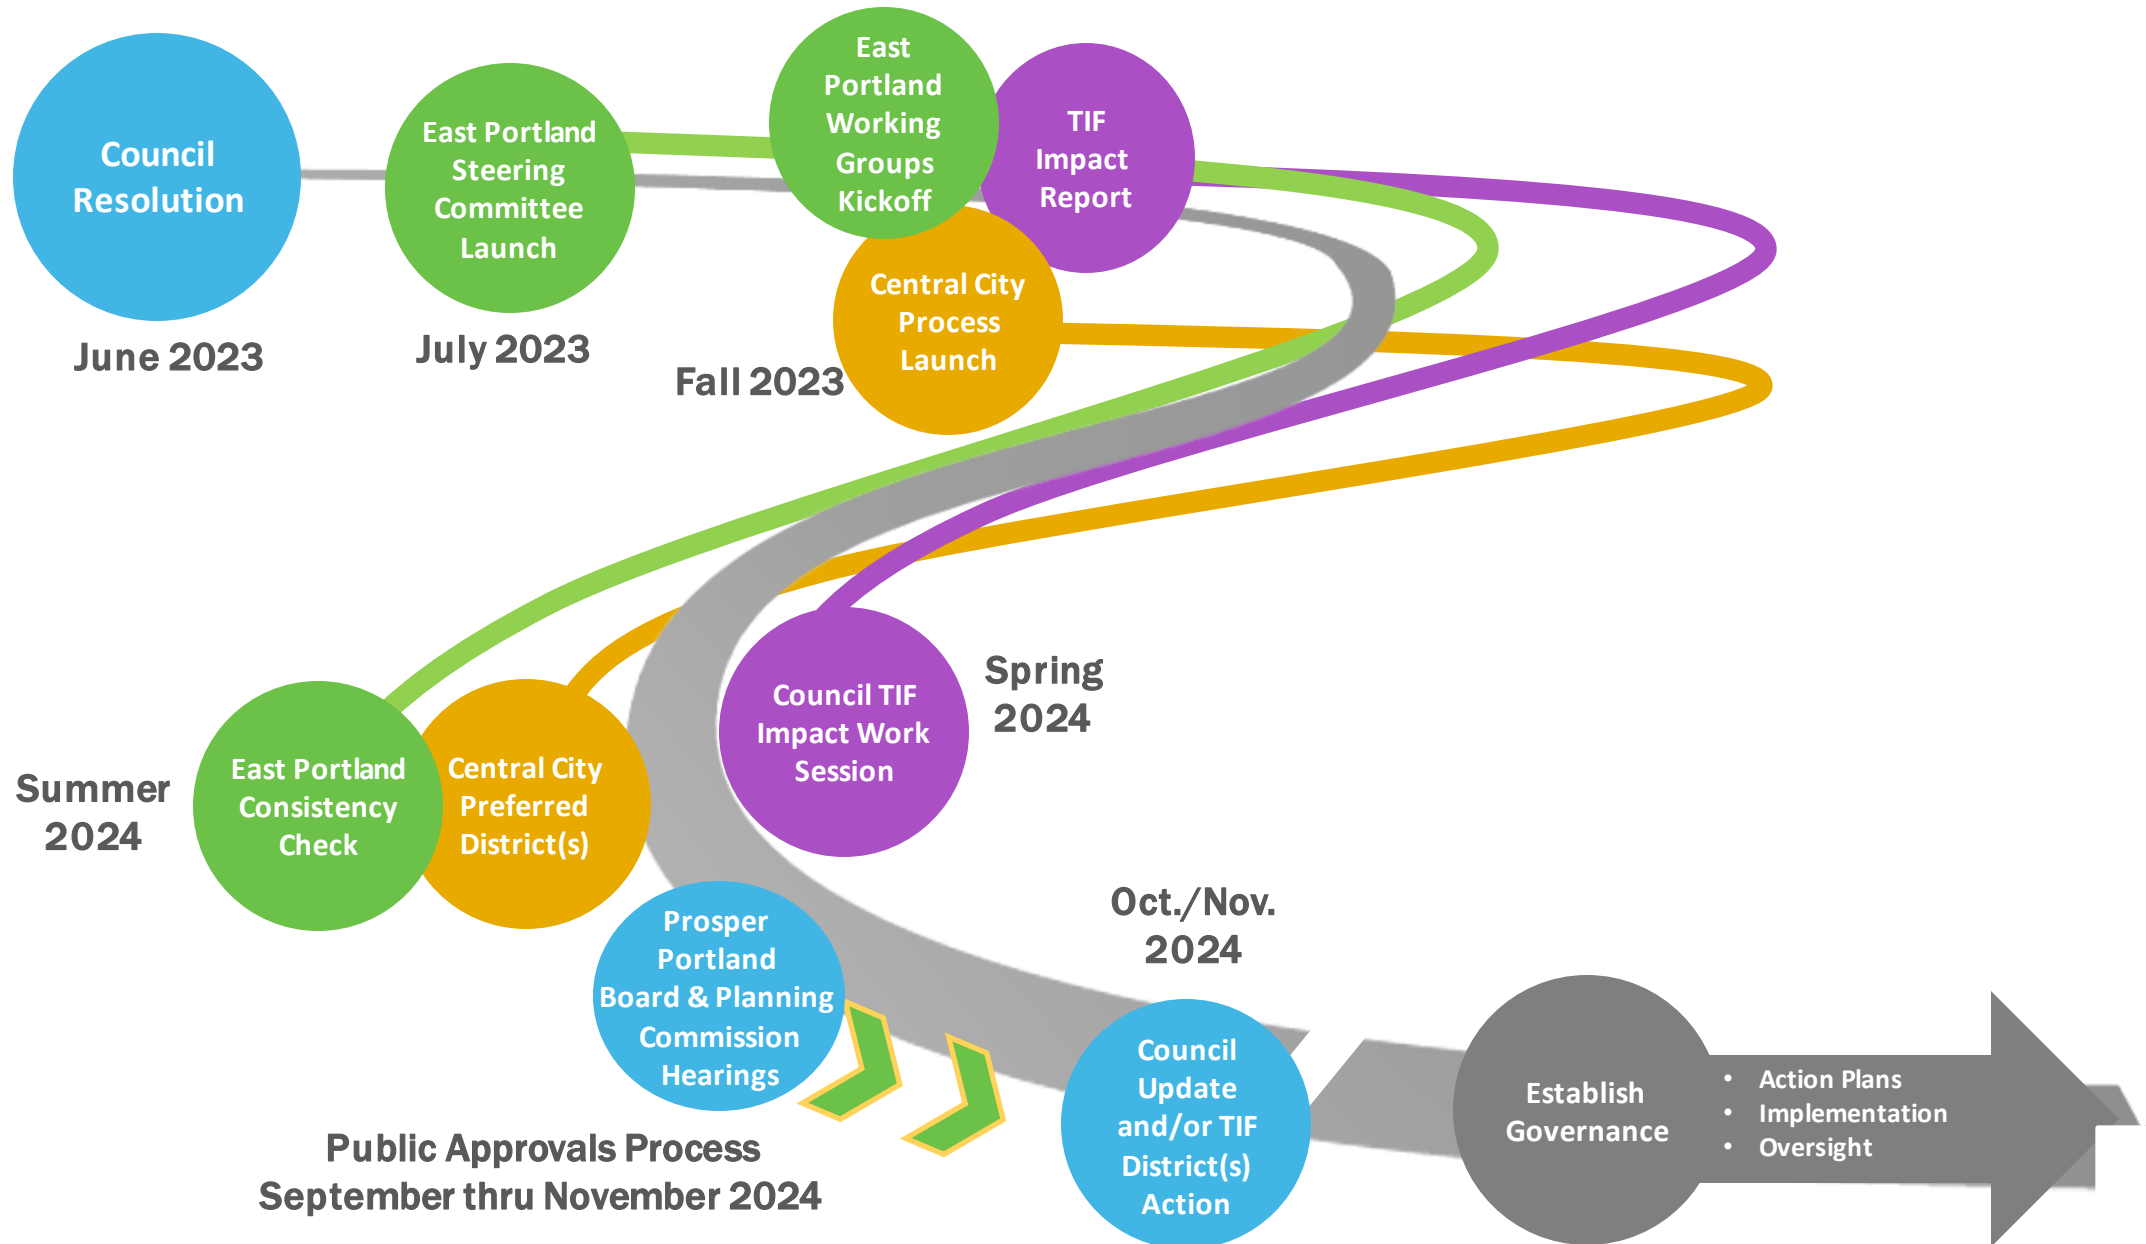 Council
Resolution
June 2023
East Portland
Steering
Committee
Launch
July 2023
East
Portland
Working
Groups
Kickoff
TIF
Impact
Report
Central City
Process
Launch
Fall 2023
Council TIF
Impact Work
Session
Spring
2024
Summer
2024
East Portland
Consistency
Check
Central City
Preferred
District(s)
Prosper
Portland
Board & Planning
Commission
Hearings
Public Approvals Process
September thru November 2024
Oct./Nov.
2024
Council
Update
and/or TIF
District(s)
Action
Establish
Governance
• Action Plans
• Implementation
• Oversight